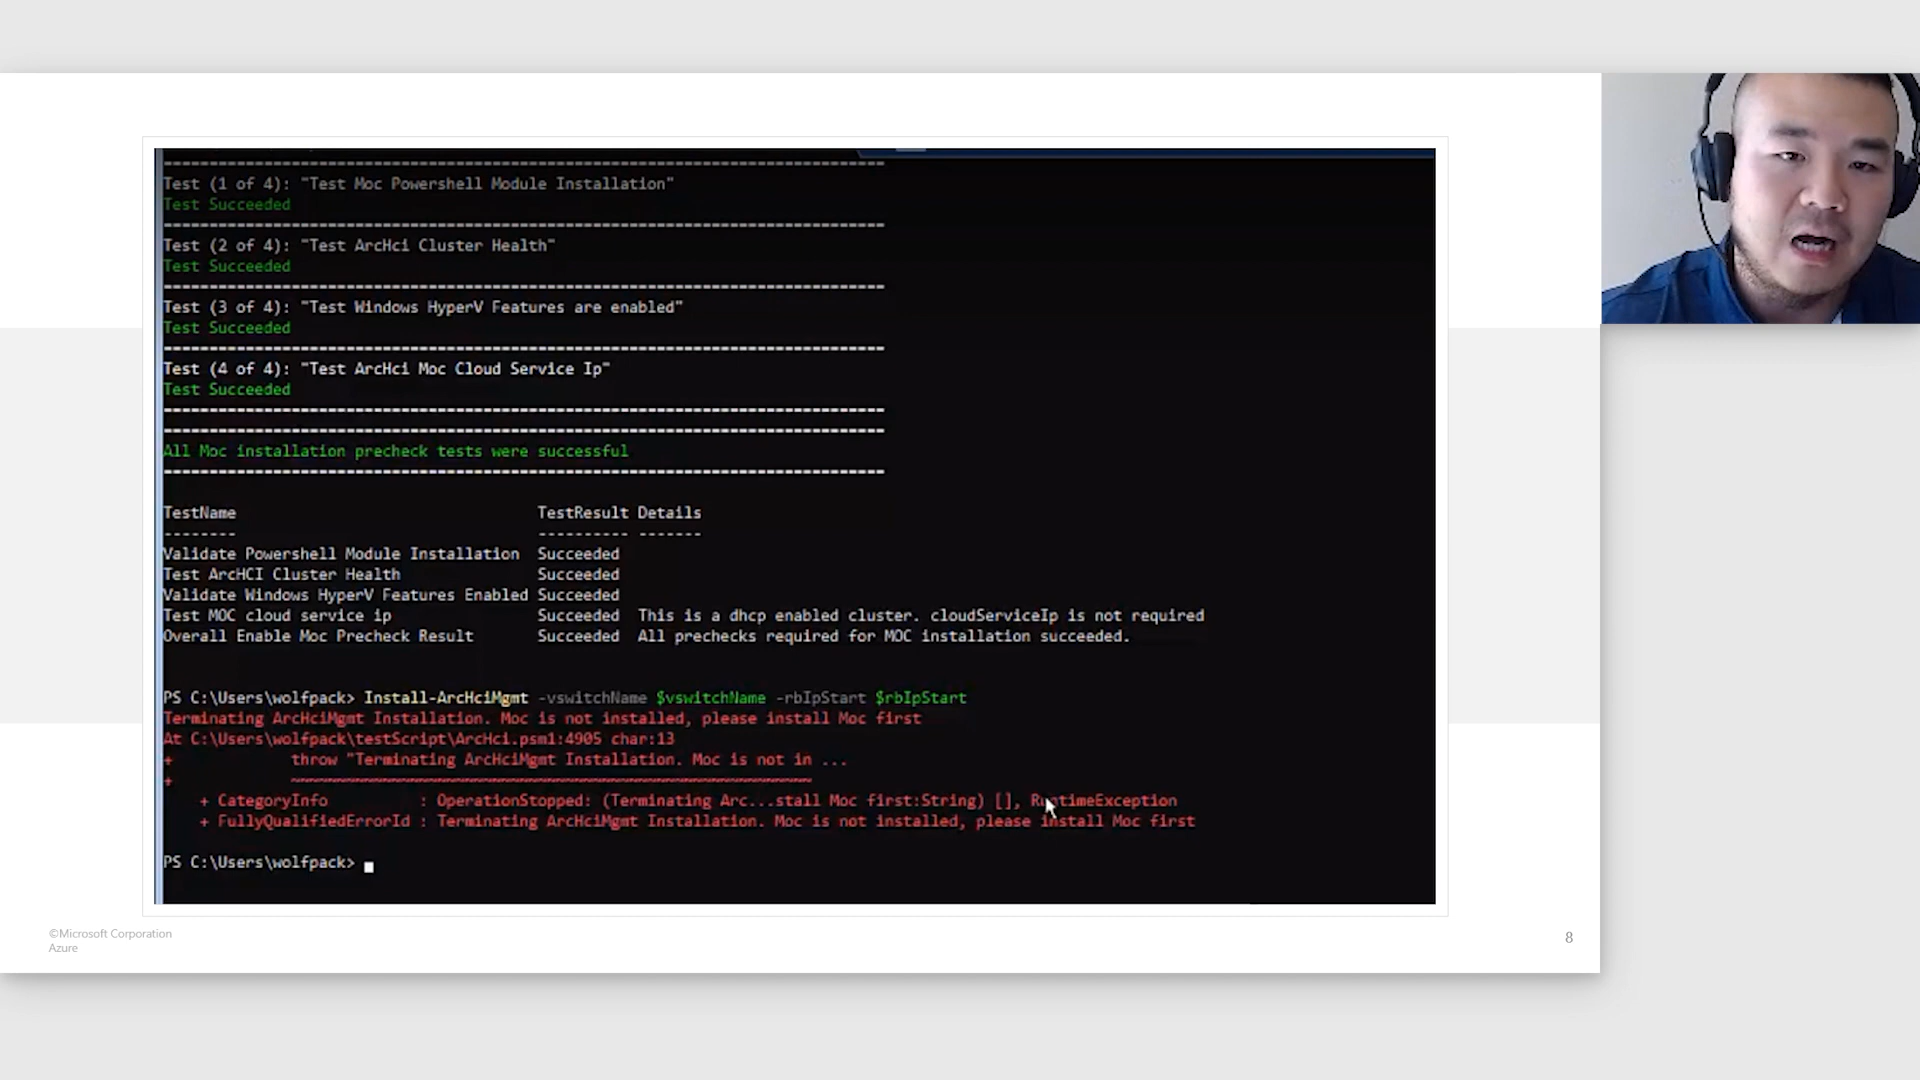 Test (1 of 4): "Test Moc Powershell Module Installation"
Test Succeeded
--------------------------------------------------------------------------------
Test (2 of 4): "Test ArcHci Cluster Health"
Test Succeeded
--------------------------------------------------------------------------------
Test (3 of 4): "Test Windows HyperV Features are enabled"
Test Succeeded
--------------------------------------------------------------------------------
Test (4 of 4): "Test ArcHci Moc Cloud Service Ip"
Test Succeeded
--------------------------------------------------------------------------------
--------------------------------------------------------------------------------
All Moc installation precheck tests were successful
--------------------------------------------------------------------------------
TestName TestResult Details
-------- ---------- -------
Validate Powershell Module Installation Succeeded
Test ArcHCI Cluster Health Succeeded
Validate Windows HyperV Features Enabled Succeeded
Test MOC cloud service ip Succeeded This is a dhcp enabled cluster. cloudServiceIp is not required
Overall Enable Moc Precheck Result Succeeded All prechecks required for MOC installation succeeded.
PS C:\Users\wolfpack> Install-ArcHciMgmt -vswitchName $vswitchName -rbIpStart $rbIpStart
Terminating ArcHciMgmt Installation. Moc is not installed, please install Moc first
At C:\Users\wolfpack\testScript\ArcHci.psm1:4905 char:13
+ throw "Terminating ArcHciMgmt Installation. Moc is not in ...
+ ~~~~~~~~~~~~~~~~~~~~~~~~~~~~~~~~~~~~~~~~~~~~~~~~~~~~~~~~~
+ CategoryInfo : OperationStopped: (Terminating Arc...stall Moc first:String) [], RuntimeException
+ FullyQualifiedErrorId : Terminating ArcHciMgmt Installation. Moc is not installed, please install Moc first
PS C:\Users\wolfpack>
©Microsoft Corporation
Azure
8